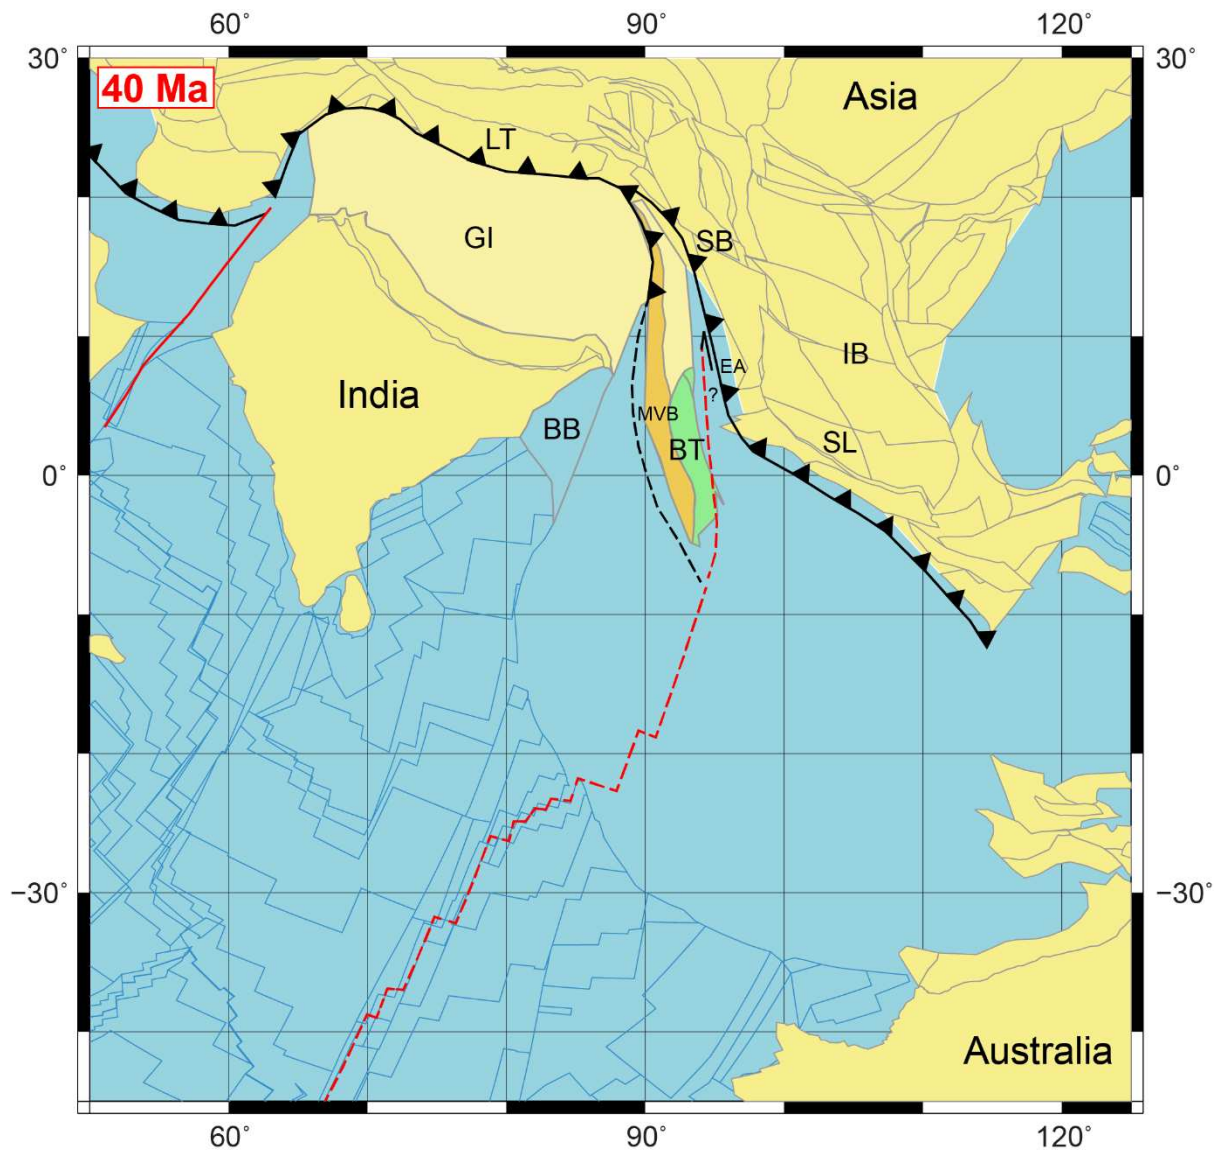 60° 90° 120°
30° 30°
40 Ma
Asia
LT
GI
SB
IB
EA
?
India
MVB
BB
BT
SL
0° 0°
−30° −30°
Australia
60° 90° 120°